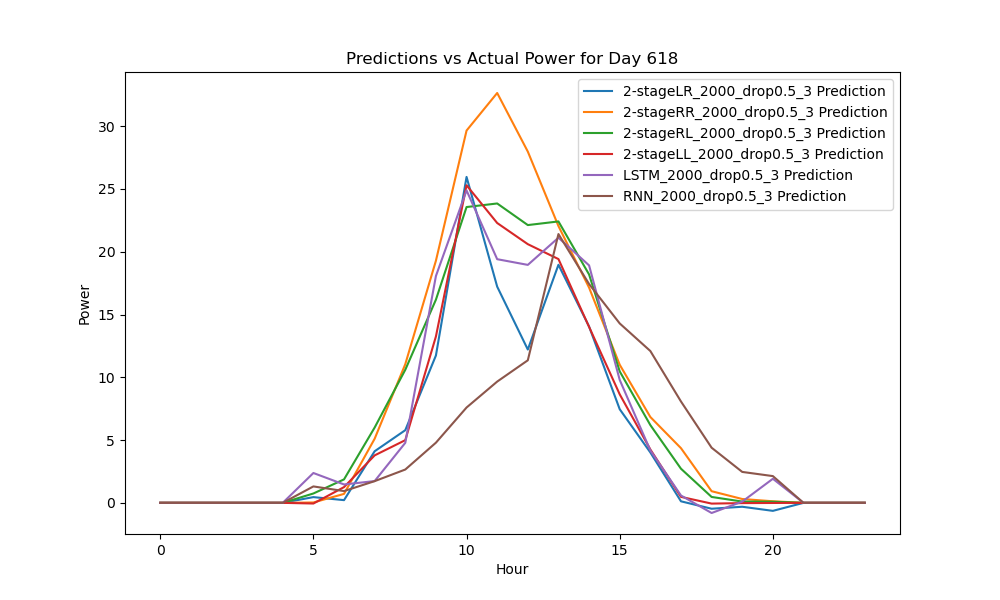 Predictions vs Actual Power for Day 618
2-stageLR_2000_drop0.5_3 Prediction
2-stageRR_2000_drop0.5_3 Prediction
2-stageRL_2000_drop0.5_3 Prediction
2-stageLL_2000_drop0.5_3 Prediction
LSTM_2000_drop0.5_3 Prediction
RNN_2000_drop0.5_3 Prediction
Power
30
25
20
15
10
5
0
0 5 10 15 20
Hour